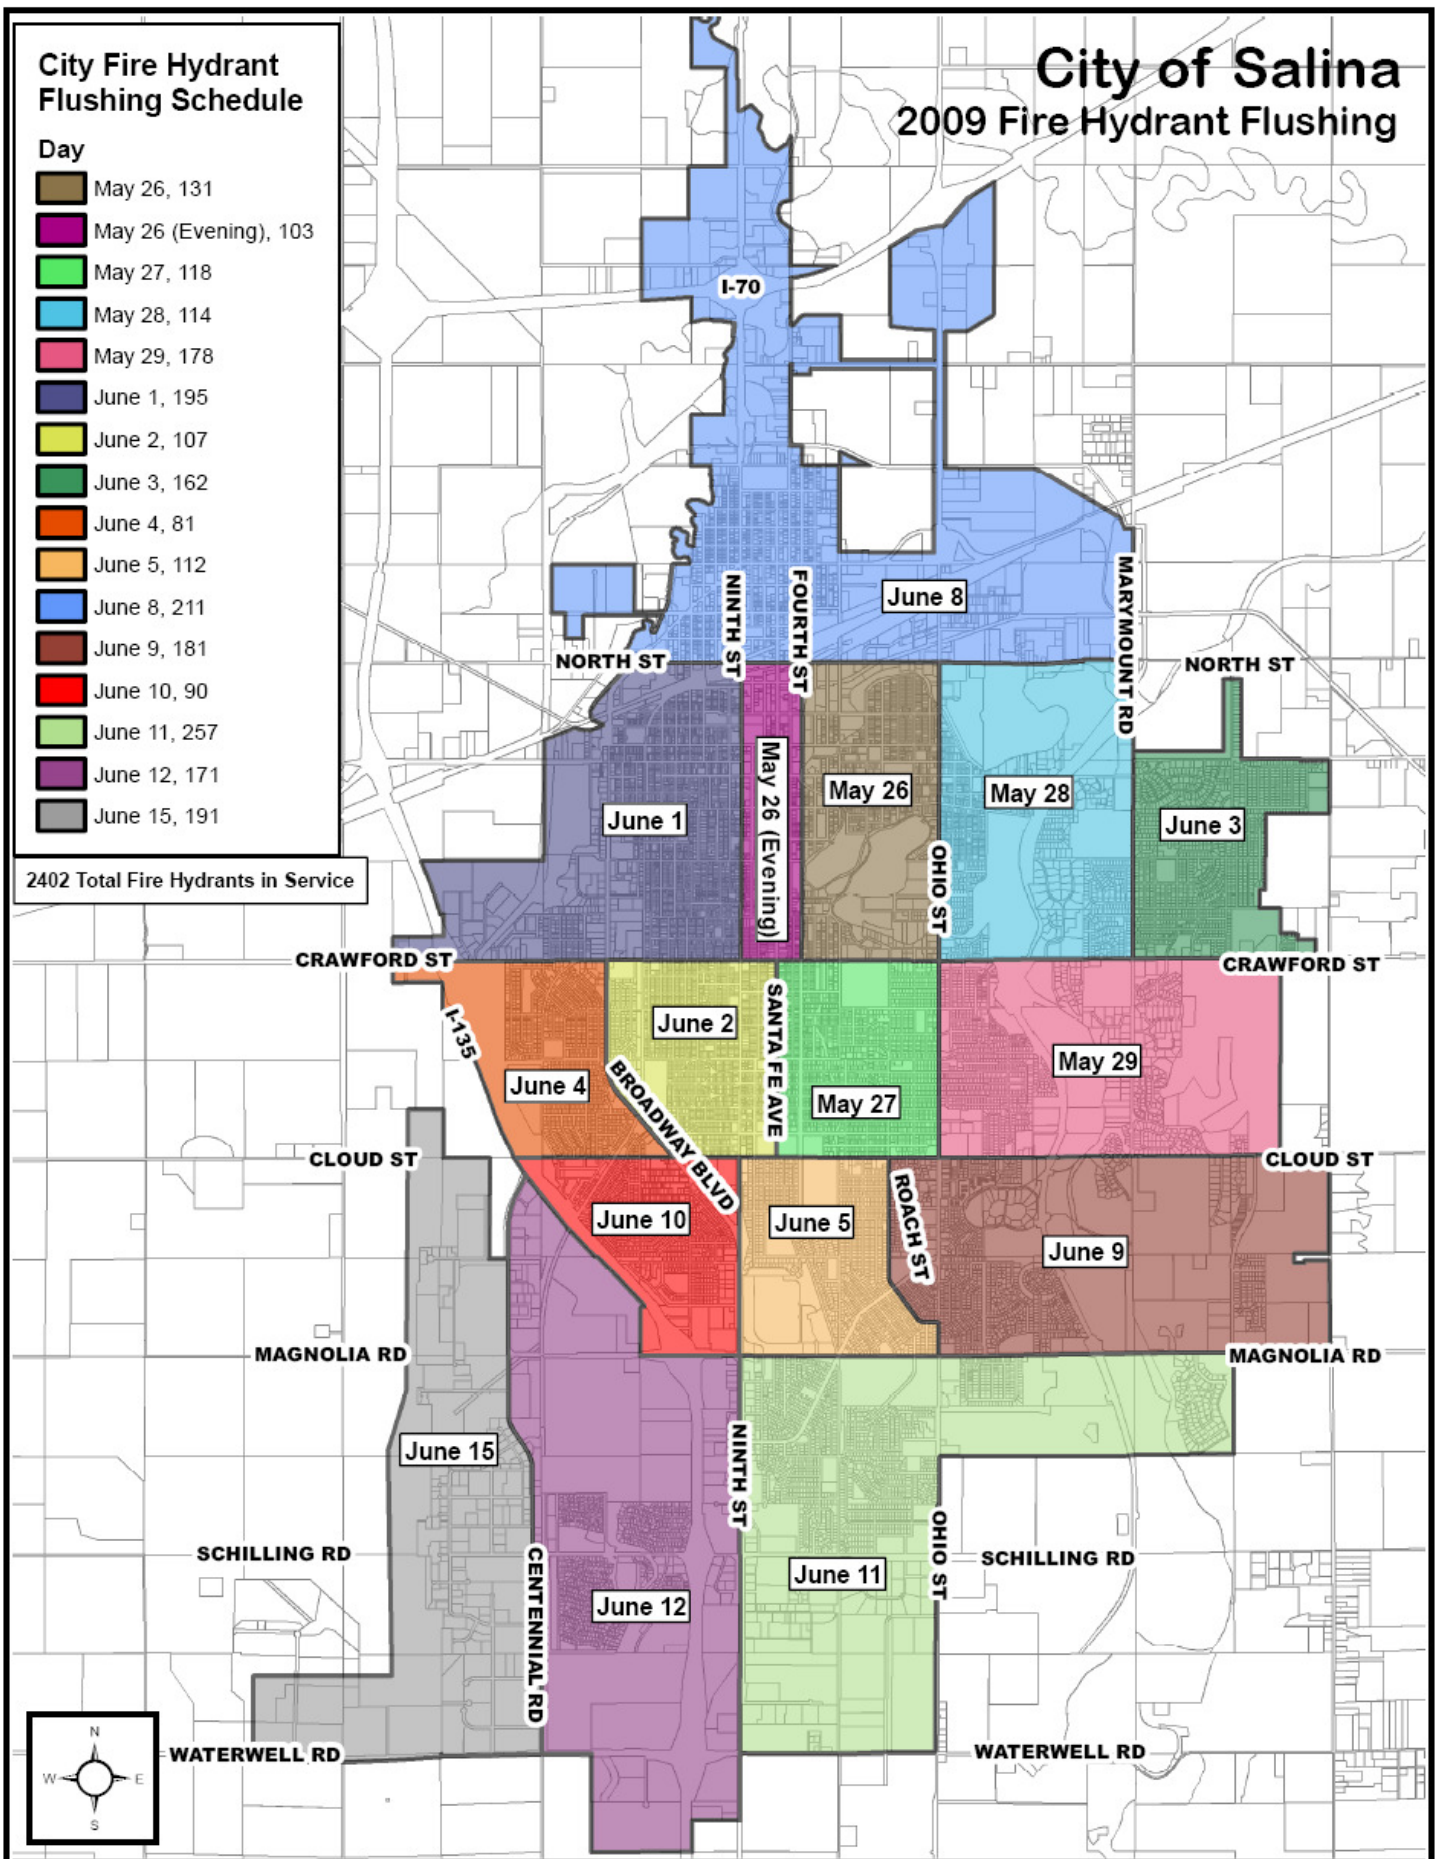 City Fire Hydrant
Flushing Schedule
Day
May 26, 131
May 26 (Evening), 103
May 27, 118
May 28, 114
May 29, 178
June 1, 195
June 2, 107
June 3, 162
June 4, 81
June 5, 112
June 8, 211
June 9, 181
June 10, 90
June 11, 257
June 12, 171
June 15, 191
2402 Total Fire Hydrants in Service
City of Salina
2009 Fire Hydrant Flushing
I-70
NINTH ST
FOURTH ST
June 8
MARYMOUNT RD
NORTH ST
NORTH ST
June 1
May 26 (Evening)
May 26
May 28
June 3
OHIO ST
CRAWFORD ST
CRAWFORD ST
I-135
June 4
June 2
BROADWAY BLVD
SANTA FE AVE
May 27
May 29
CLOUD ST
CLOUD ST
June 10
June 5
ROACH ST
June 9
MAGNOLIA RD
MAGNOLIA RD
June 15
NINTH ST
SCHILLING RD
CENTENNIAL RD
June 12
June 11
OHIO ST
SCHILLING RD
WATERWELL RD
WATERWELL RD
N
W E
S